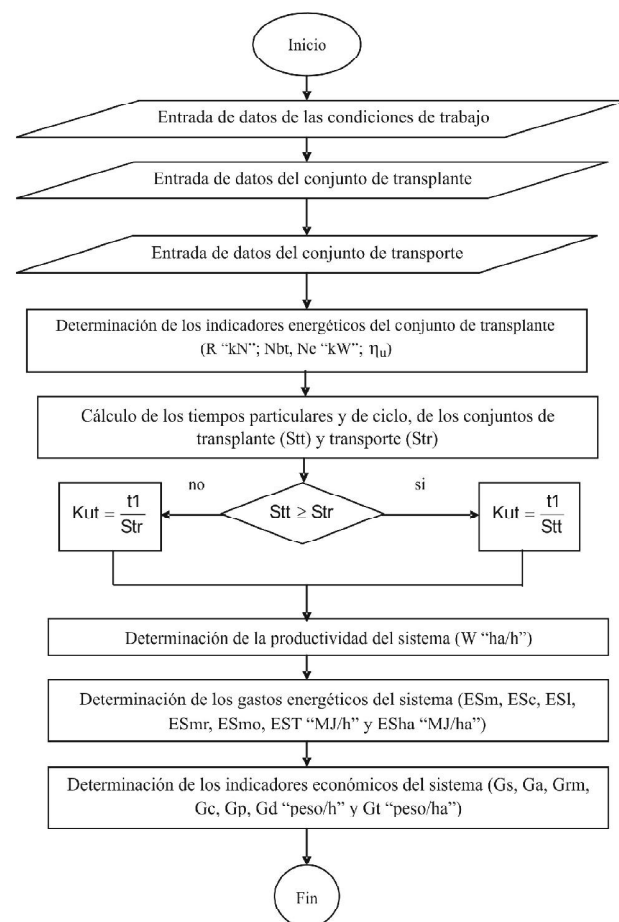 Inicio
Entrada de datos de las condiciones de trabajo
Entrada de datos del conjunto de transplante
Entrada de datos del conjunto de transporte
Determinación de los indicadores energéticos del conjunto de transplante
(R “kN”; Nbt, Ne “kW”; ηu)
Cálculo de los tiempos particulares y de ciclo, de los conjuntos de
transplante (Stt) y transporte (Str)
no
si
Kut = t1/Str
Stt ≥ Str
Kut = t1/Stt
Determinación de la productividad del sistema (W “ha/h”)
Determinación de los gastos energéticos del sistema (ESm, ESc, ESl,
ESmr, ESmo, EST “MJ/h” y ESha “MJ/ha”)
Determinación de los indicadores económicos del sistema (Gs, Ga, Grm,
Gc, Gp, Gd “peso/h” y Gt “peso/ha”)
Fin